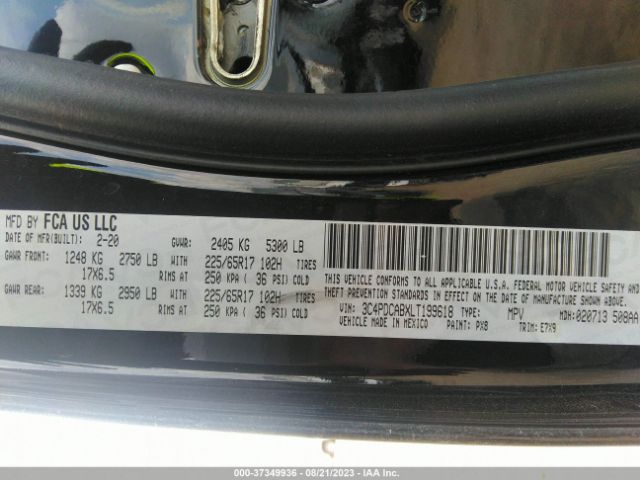 MFD BY FCA US LLC
DATE OF MFR(BUILT): 2-20 GVWR: 2405 KG 5300 LB
GAWR FRONT: 1248 KG 2750 LB WITH 225/65R17 102H TIRES
17X6.5 RIMS AT 250 KPA ( 36 PSI) COLD
GAWR REAR: 1339 KG 2950 LB WITH 225/65R17 102H TIRES
17X6.5 RIMS AT 250 KPA ( 36 PSI) COLD
THIS VEHICLE CONFORMS TO ALL APPLICABLE U.S.A. FEDERAL MOTOR VEHICLE SAFETY AND
THEFT PREVENTION STANDARDS IN EFFECT ON THE DATE OF MANUFACTURE SHOWN ABOVE.
VIN: 3C4PDCABXLT199618 TYPE: MPV MDH:020713 508AA
MADE IN MEXICO PAINT: PX8 TRIM: E7X9
000-37349936 - 08/21/2023 - IAAI.COM